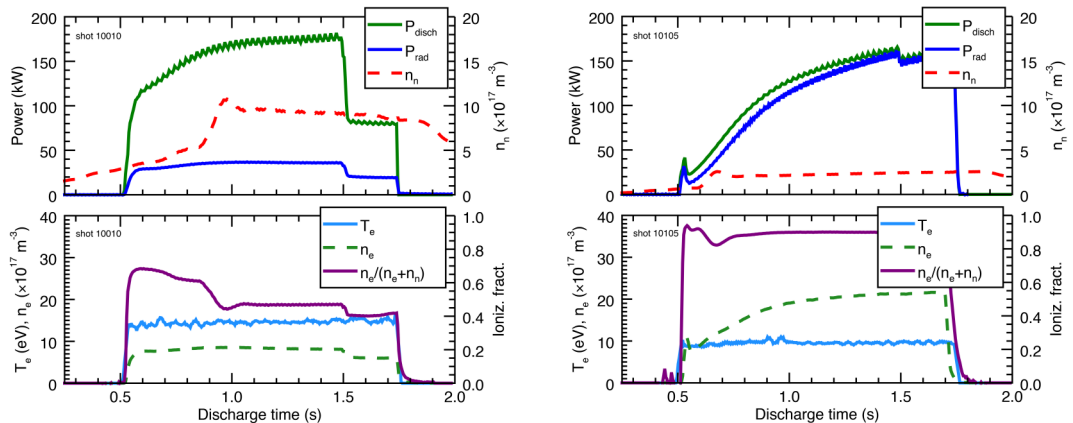 200
150
100
50
0
Power (kW)
shot 10010
P_disch
P_rad
n_n
20
15
10
5
0
n_n (×10^17 m^-3)
40
30
20
10
0
T_e (eV), n_e (×10^17 m^-3)
shot 10010
T_e
n_e
n_e/(n_e+n_n)
1.0
0.8
0.6
0.4
0.2
0.0
Ioniz. fract.
0.5 1.0 1.5 2.0
Discharge time (s)
200
150
100
50
0
Power (kW)
shot 10105
P_disch
P_rad
n_n
20
15
10
5
0
n_n (×10^17 m^-3)
40
30
20
10
0
T_e (eV), n_e (×10^17 m^-3)
shot 10105
T_e
n_e
n_e/(n_e+n_n)
1.0
0.8
0.6
0.4
0.2
0.0
Ioniz. fract.
0.5 1.0 1.5 2.0
Discharge time (s)